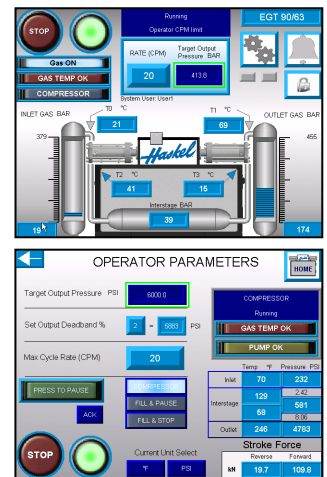 STOP
Running
Operator CPM limit
EGT 90/63
RATE (CPM)
Target Output
Pressure BAR
20
413.8
Gas ON
GAS TEMP OK
COMPRESSOR
System User: User1
INLET GAS BAR
T0 °C
T1 °C
OUTLET GAS BAR
21
69
379
455
Haskel
T2 °C
T3 °C
41
15
Interstage BAR
39
19
174
OPERATOR PARAMETERS
HOME
Target Output Pressure PSI
6000.0
COMPRESSOR
Running
Set Output Deadband %
2 = 5883 PSI
GAS TEMP OK
PUMP OK
Max Cycle Rate (CPM)
20
Temp °F Pressure PSI
Inlet 70 232
PRESS TO PAUSE
COMPRESSOR
129
2.42
FILL & PAUSE
Interstage
581
ACK
58
FILL & STOP
8.06
Outlet 246 4783
STOP
Current Unit Select
Stroke Force
Reverse Forward
°F PSI
kN 19.7 109.8